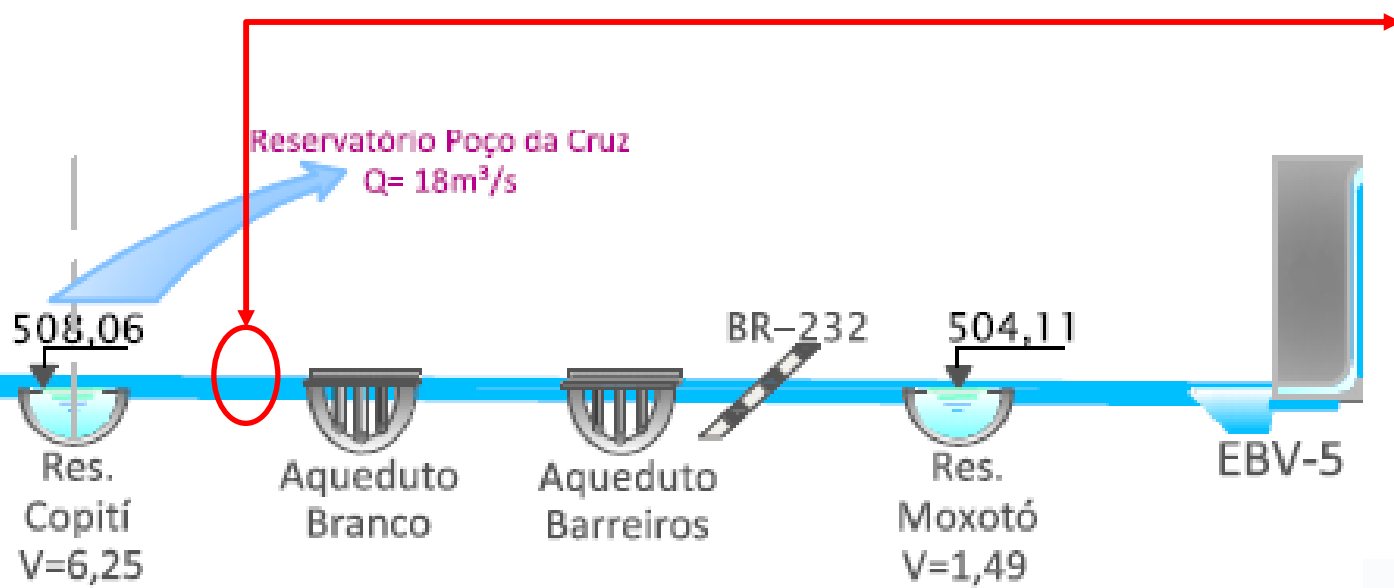 Reservatório Poço da Cruz
Q= 18m³/s
508,06
BR-232
504,11
Res.
Copití
V=6,25
Aqueduto
Branco
Aqueduto
Barreiros
Res.
Moxotó
V=1,49
EBV-5